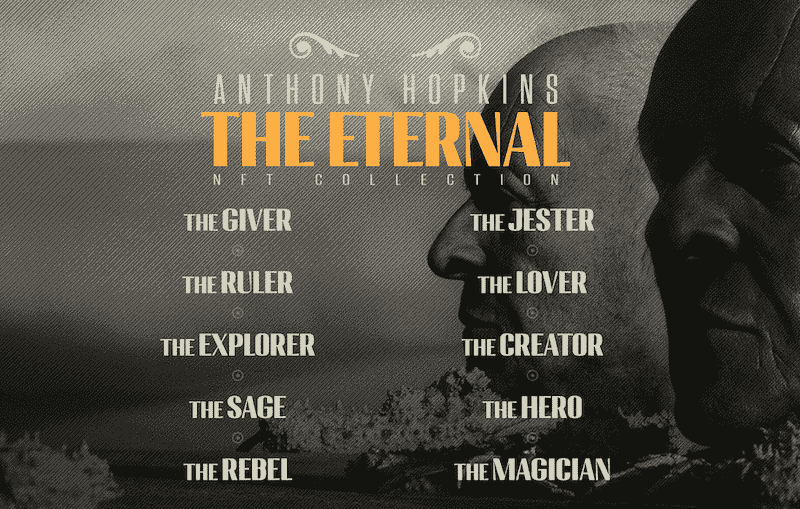 ANTHONY HOPKINS
THE ETERNAL
NFT COLLECTION
THE GIVER
THE RULER
THE EXPLORER
THE SAGE
THE REBEL
THE JESTER
THE LOVER
THE CREATOR
THE HERO
THE MAGICIAN